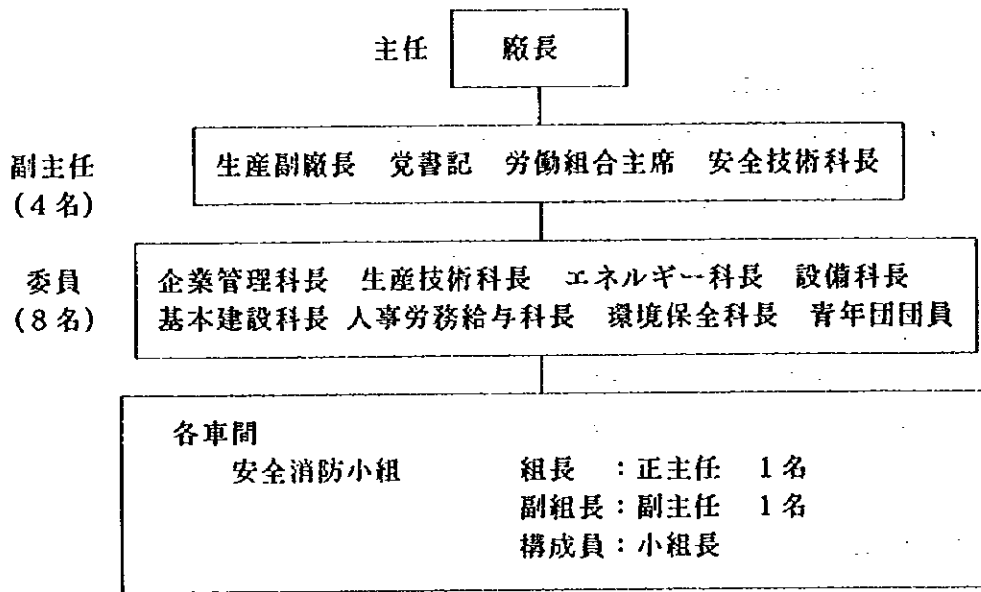 主任 廠長
副主任 生産副廠長 党書記 労働組合主席 安全技術科長
(4名)
委員 企業管理科長 生産技術科長 エネルギー科長 設備科長
(8名) 基本建設科長 人事労務給与科長 環境保全科長 青年団団員
各車間
安全消防小組 組長 :正主任 1名
副組長:副主任 1名
構成員:小組長